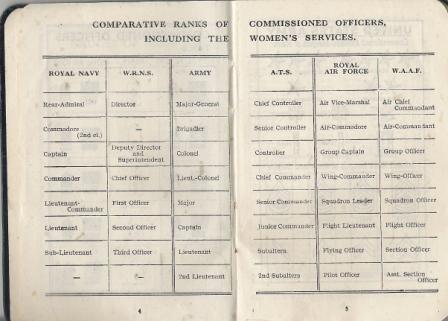 COMPARATIVE RANKS OF COMMISSIONED OFFICERS,
INCLUDING THE WOMEN'S SERVICES.
ROYAL NAVY W.R.N.S. ARMY
Rear-Admiral Director Major-General
Commodore (2nd cl.) — Brigadier
Captain Deputy Director and Superintendent Colonel
Commander Chief Officer Lieut.-Colonel
Lieutenant-Commander First Officer Major
Lieutenant Second Officer Captain
Sub-Lieutenant Third Officer Lieutenant
— — 2nd Lieutenant
4
A.T.S. ROYAL AIR FORCE W.A.A.F.
Chief Controller Air Vice-Marshal Air Chief Commandant
Senior Controller Air-Commodore Air-Commandant
Controller Group Captain Group Officer
Chief Commander Wing-Commander Wing-Officer
Senior Commander Squadron Leader Squadron Officer
Junior Commander Flight Lieutenant Flight Officer
Subaltern Flying Officer Section Officer
2nd Subaltern Pilot Officer Asst. Section Officer
5